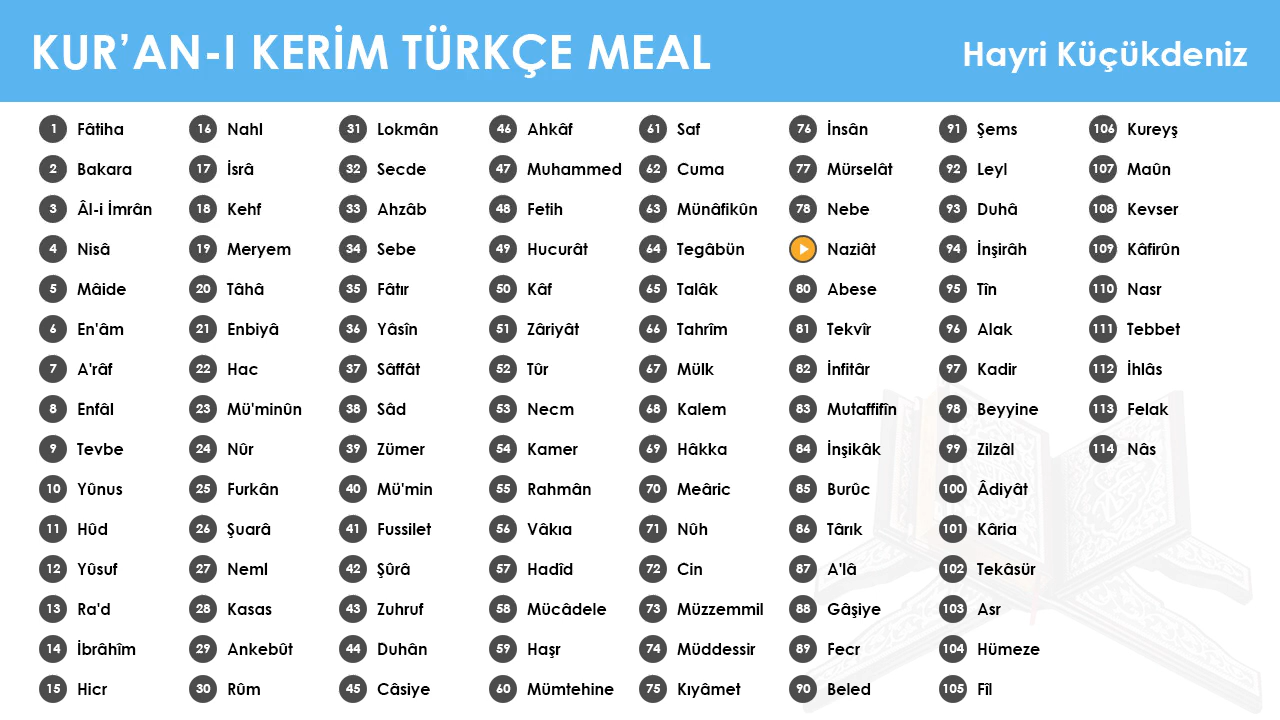 KUR’AN-I KERİM TÜRKÇE MEAL
Hayri Küçükdeniz
1 Fâtiha
2 Bakara
3 Âl-i İmrân
4 Nisâ
5 Mâide
6 En'âm
7 A'râf
8 Enfâl
9 Tevbe
10 Yûnus
11 Hûd
12 Yûsuf
13 Ra'd
14 İbrâhîm
15 Hicr
16 Nahl
17 İsrâ
18 Kehf
19 Meryem
20 Tâhâ
21 Enbiyâ
22 Hac
23 Mü'minûn
24 Nûr
25 Furkân
26 Şuarâ
27 Neml
28 Kasas
29 Ankebût
30 Rûm
31 Lokmân
32 Secde
33 Ahzâb
34 Sebe
35 Fâtır
36 Yâsîn
37 Sâffât
38 Sâd
39 Zümer
40 Mü'min
41 Fussilet
42 Şûrâ
43 Zuhruf
44 Duhân
45 Câsiye
46 Ahkâf
47 Muhammed
48 Fetih
49 Hucurât
50 Kâf
51 Zâriyât
52 Tûr
53 Necm
54 Kamer
55 Rahmân
56 Vâkıa
57 Hadîd
58 Mücâdele
59 Haşr
60 Mümtehine
61 Saf
62 Cuma
63 Münâfikûn
64 Tegâbün
65 Talâk
66 Tahrîm
67 Mülk
68 Kalem
69 Hâkka
70 Meâric
71 Nûh
72 Cin
73 Müzzemmil
74 Müddessir
75 Kıyâmet
76 İnsân
77 Mürselât
78 Nebe
Naziât
80 Abese
81 Tekvîr
82 İnfitâr
83 Mutaffifîn
84 İnşikâk
85 Burûc
86 Târık
87 A'lâ
88 Gâşiye
89 Fecr
90 Beled
91 Şems
92 Leyl
93 Duhâ
94 İnşirâh
95 Tîn
96 Alak
97 Kadir
98 Beyyine
99 Zilzâl
100 Âdiyât
101 Kâria
102 Tekâsür
103 Asr
104 Hümeze
105 Fîl
106 Kureyş
107 Maûn
108 Kevser
109 Kâfirûn
110 Nasr
111 Tebbet
112 İhlâs
113 Felak
114 Nâs